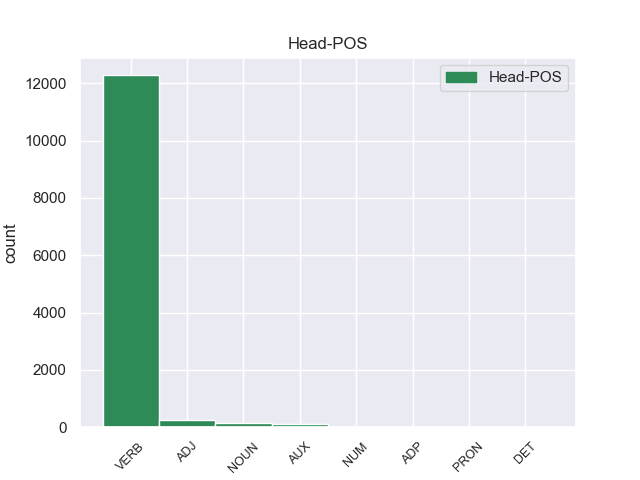 Head-POS
Head-POS
count
12000
10000
8000
6000
4000
2000
0
VERB
ADJ
NOUN
AUX
NUM
ADP
PRON
DET